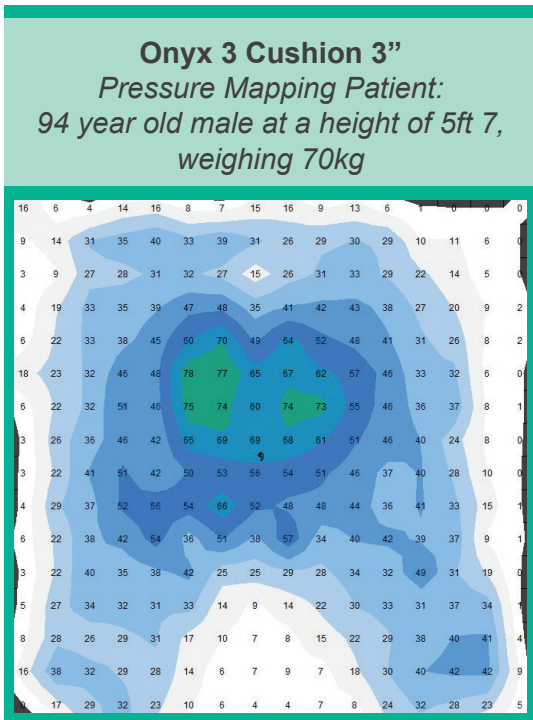 Onyx 3 Cushion 3”
Pressure Mapping Patient:
94 year old male at a height of 5ft 7,
weighing 70kg
16 6 4 14 16 8 7 15 16 9 13 6 1 0 0 0
9 14 31 35 40 33 39 31 26 29 30 29 10 11 6 0
3 9 27 28 31 32 27 15 26 31 33 29 22 14 5 0
4 19 33 35 39 47 48 35 41 42 43 38 27 20 9 2
6 22 33 38 45 60 70 49 64 52 48 41 31 26 8 2
18 23 32 46 48 78 77 65 67 62 57 46 33 32 6 0
6 22 32 51 46 75 74 60 74 73 55 46 36 37 8 1
3 26 36 46 42 65 69 69 68 61 51 46 40 24 8 0
3 22 41 51 42 50 53 56 54 51 46 37 40 28 10 0
4 29 37 52 56 54 66 52 48 48 44 36 41 33 15 1
6 22 38 42 54 36 51 38 57 34 40 42 39 37 9 1
3 22 40 35 38 42 25 25 29 28 34 32 49 31 19 0
5 27 34 32 31 33 14 9 14 22 30 33 31 37 34 1
8 28 26 29 31 17 10 7 8 15 22 29 38 40 41 4
16 38 32 29 28 14 6 7 9 7 18 30 40 42 42 9
0 17 29 32 23 10 6 4 4 7 8 24 32 28 23 5